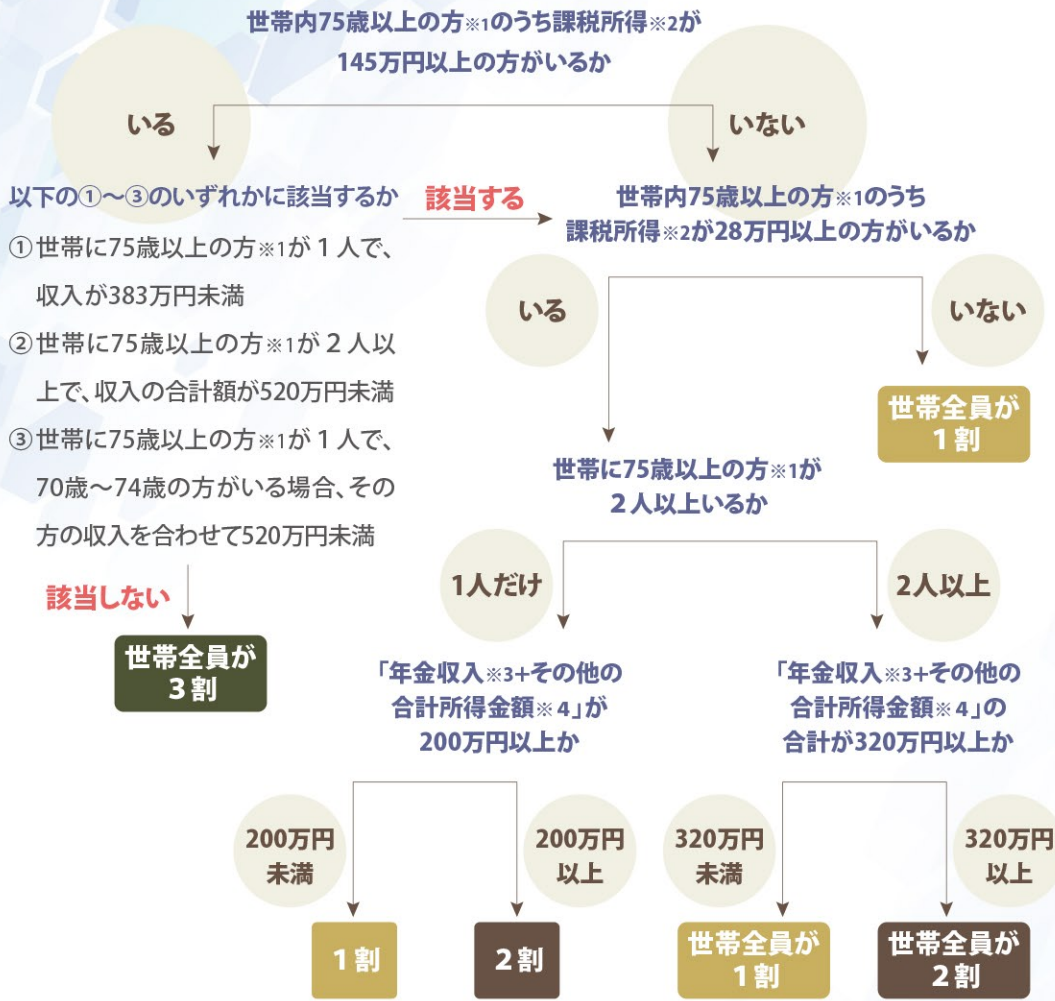 世帯内75歳以上の方※1のうち課税所得※2が
145万円以上の方がいるか
いる
いない
以下の①～③のいずれかに該当するか
該当する
①世帯に75歳以上の方※1が１人で、
収入が383万円未満
②世帯に75歳以上の方※1が２人以
上で、収入の合計額が520万円未満
③世帯に75歳以上の方※1が１人で、
70歳～74歳の方がいる場合、その
方の収入を合わせて520万円未満
該当しない
世帯全員が
３割
世帯内75歳以上の方※1のうち
課税所得※2が28万円以上の方がいるか
いる
いない
世帯全員が
１割
世帯に75歳以上の方※1が
２人以上いるか
1人だけ
2人以上
「年金収入※3+その他の
合計所得金額※４」が
200万円以上か
「年金収入※3+その他の
合計所得金額※４」の
合計が320万円以上か
200万円
未満
200万円
以上
320万円
未満
320万円
以上
１割
２割
世帯全員が
１割
世帯全員が
２割